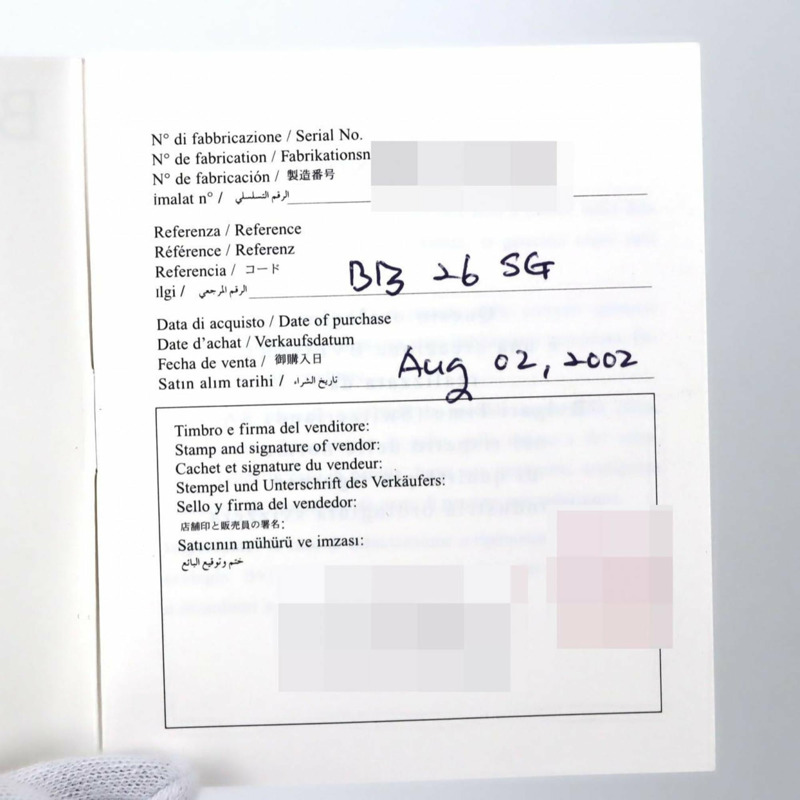 N° di fabbricazione / Serial No.
N° de fabrication / Fabrikationsn
N° de fabricación / 製造番号
imalat n° / الرقم التسلسلي
Referenza / Reference
Référence / Referenz
Referencia / コード
ılgi / الرقم المرجعي
BB 26 SG
Data di acquisto / Date of purchase
Date d'achat / Verkaufsdatum
Fecha de venta / 御購入日
Satın alim tarihi / تاريخ الشراء
Aug 02, 2002
Timbro e firma del venditore:
Stamp and signature of vendor:
Cachet et signature du vendeur:
Stempel und Unterschrift des Verkäufers:
Sello y firma del vendedor:
店舗印と販売員の署名:
Satıcının mühürü ve imzası:
ختم وتوقيع البائع